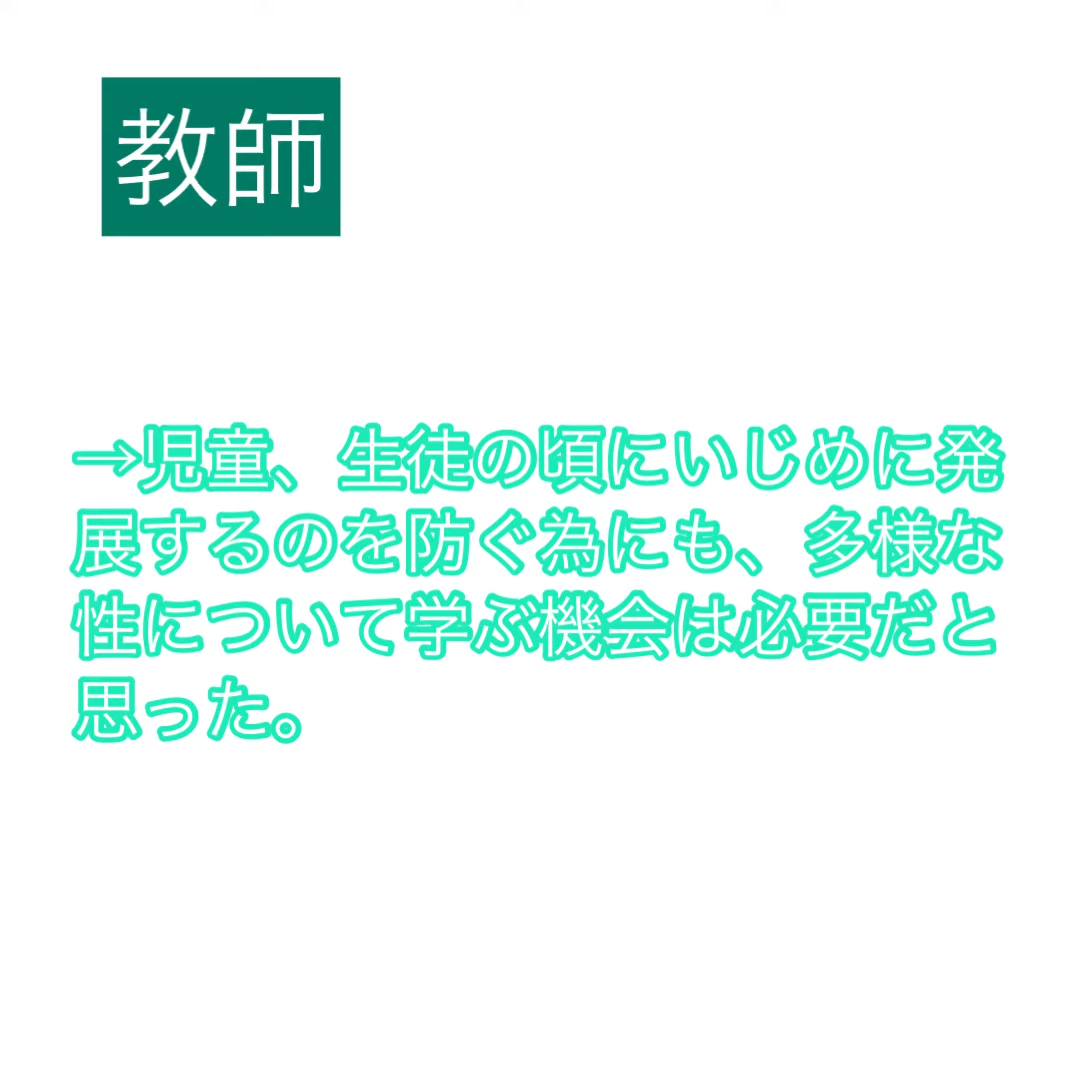 教師
→児童、生徒の頃にいじめに発
展するのを防ぐ為にも、多様な
性について学ぶ機会は必要だと
思った。